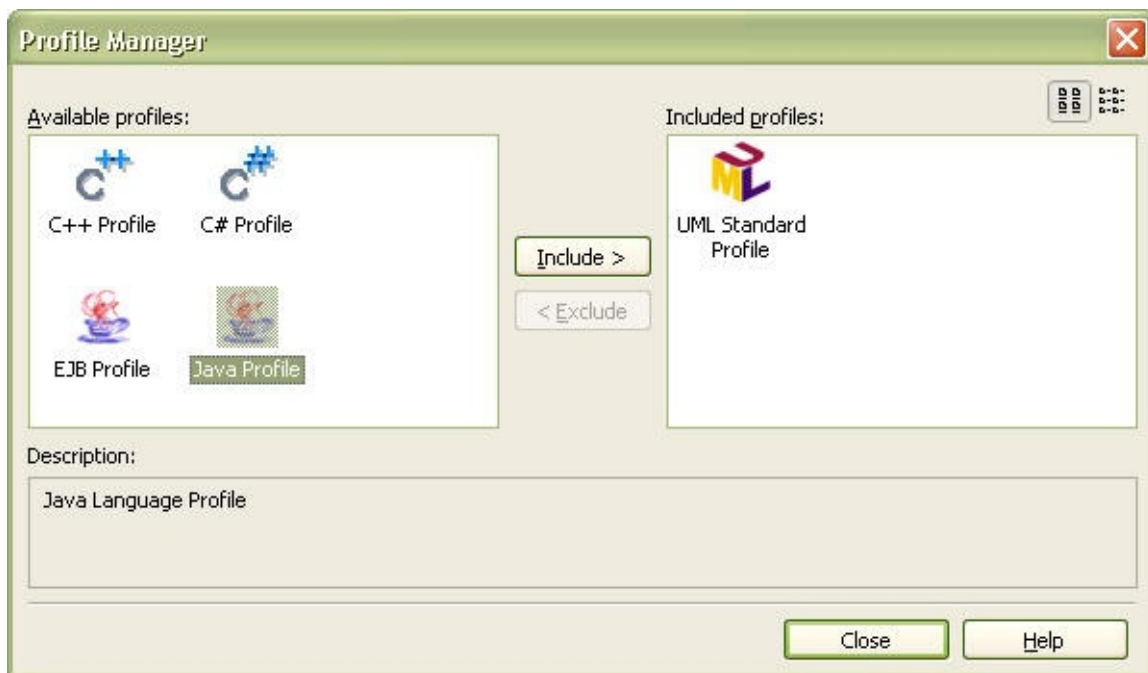 Profile Manager
Available profiles:
Included profiles:
C++
C#
UML
C++ Profile
C# Profile
UML Standard
Profile
Include >
< Exclude
EJB Profile
Java Profile
Description:
Java Language Profile
Close
Help